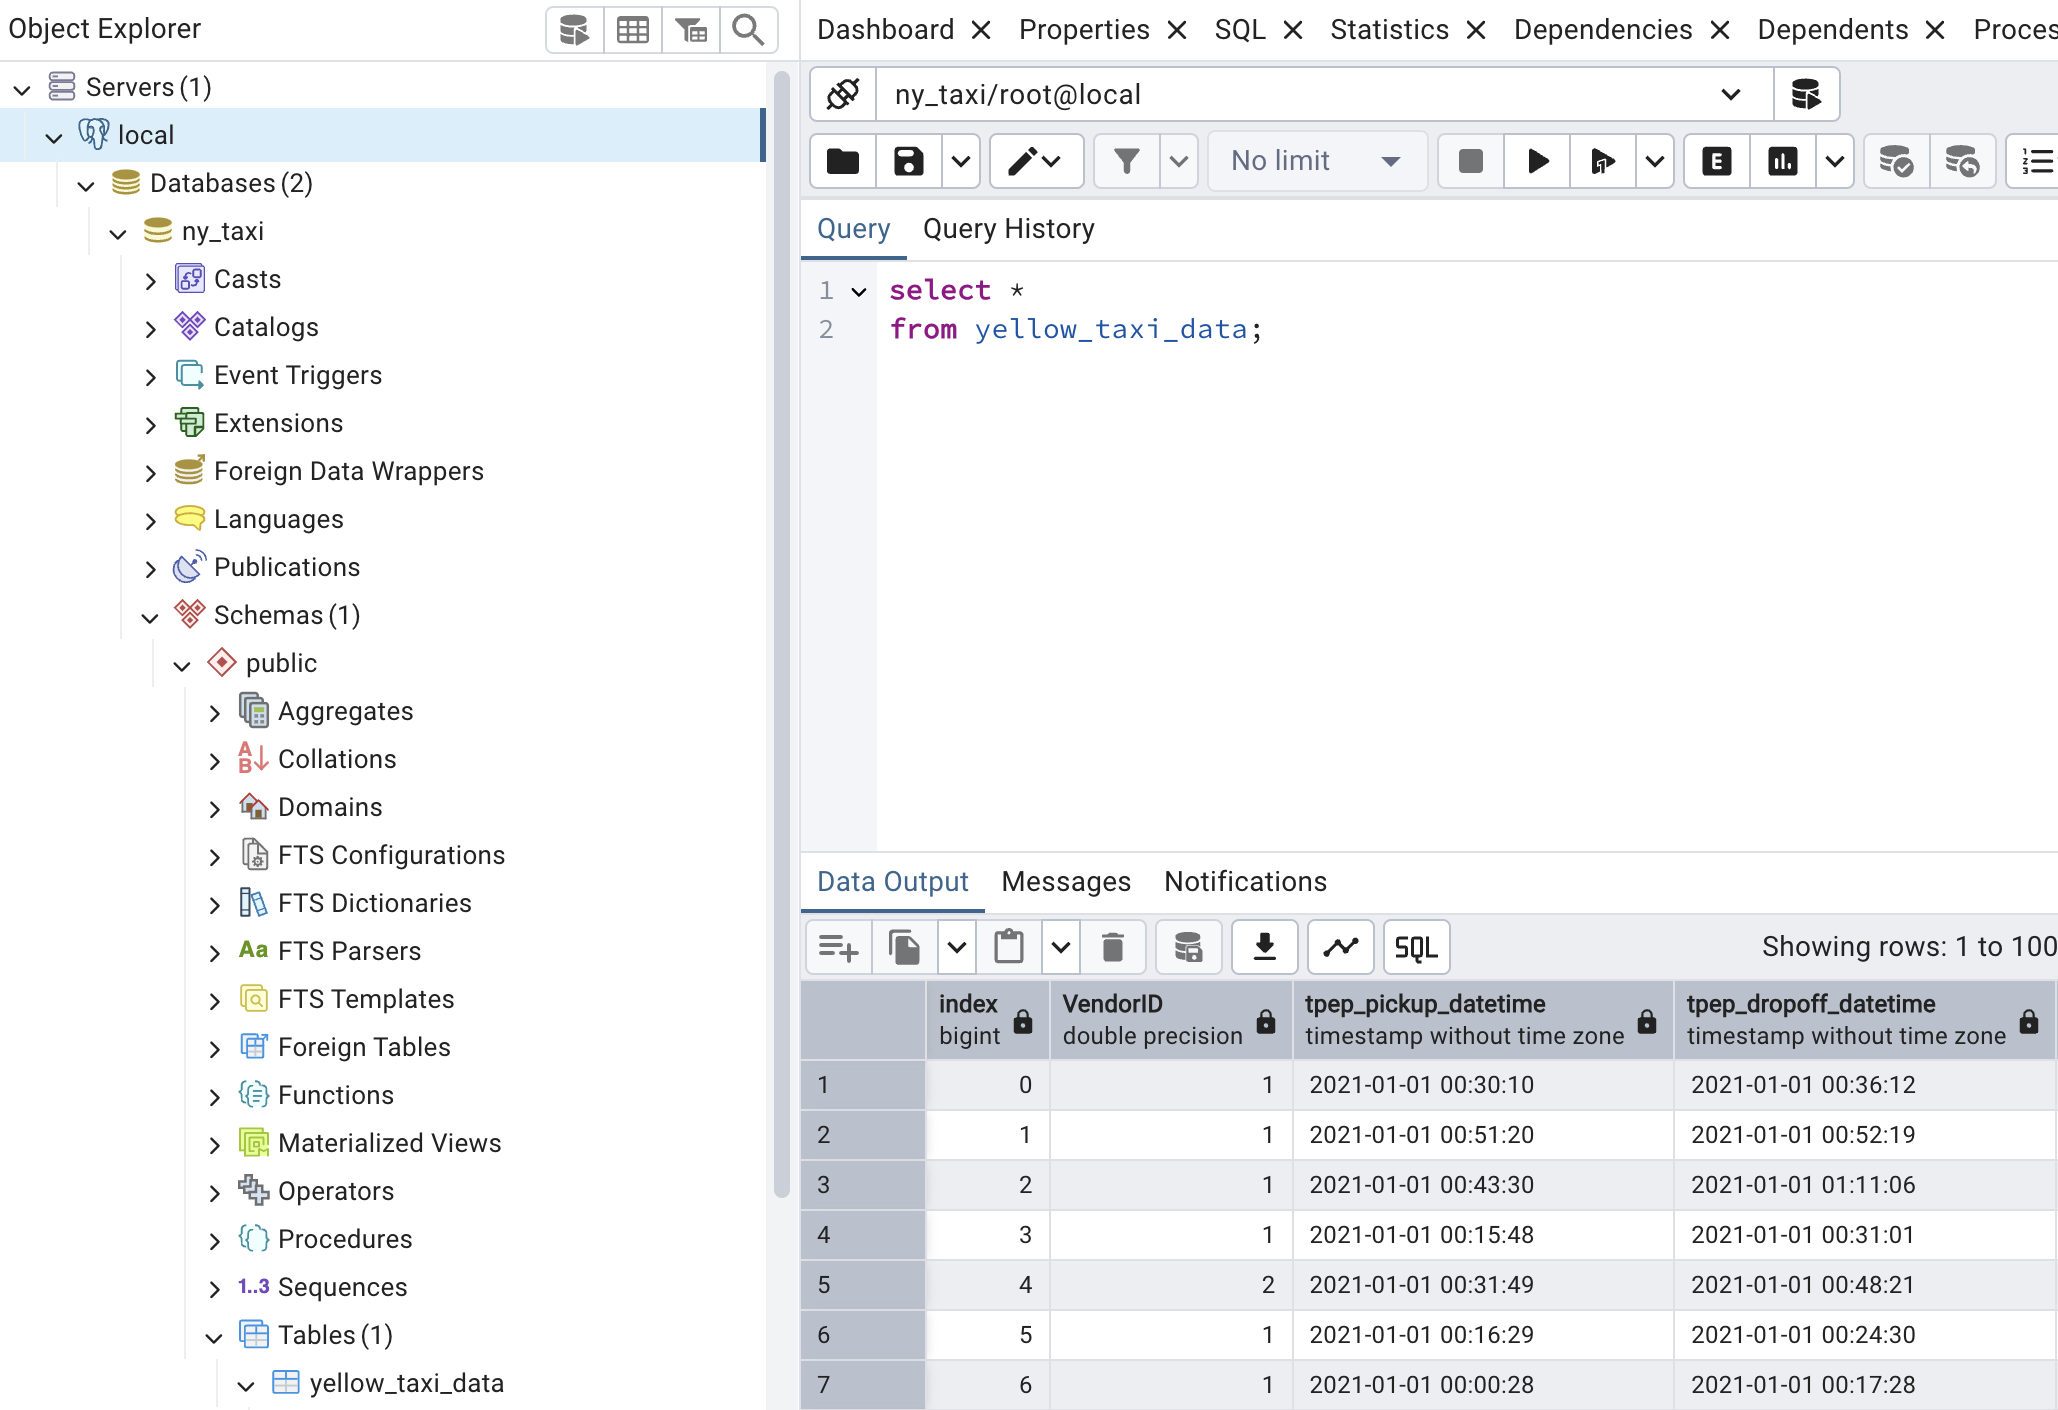 Object Explorer
Servers (1)
local
Databases (2)
ny_taxi
Casts
Catalogs
Event Triggers
Extensions
Foreign Data Wrappers
Languages
Publications
Schemas (1)
public
Aggregates
Collations
Domains
FTS Configurations
FTS Dictionaries
Aa FTS Parsers
FTS Templates
Foreign Tables
Functions
Materialized Views
Operators
Procedures
1..3 Sequences
Tables (1)
yellow_taxi_data
Dashboard Properties SQL Statistics Dependencies Dependents Proces
ny_taxi/root@local
No limit E
Query Query History
1 select *
2 from yellow_taxi_data;
Data Output Messages Notifications
SQL Showing rows: 1 to 100
index VendorID tpep_pickup_datetime tpep_dropoff_datetime
bigint double precision timestamp without time zone timestamp without time zone
1 0 1 2021-01-01 00:30:10 2021-01-01 00:36:12
2 1 1 2021-01-01 00:51:20 2021-01-01 00:52:19
3 2 1 2021-01-01 00:43:30 2021-01-01 01:11:06
4 3 1 2021-01-01 00:15:48 2021-01-01 00:31:01
5 4 2 2021-01-01 00:31:49 2021-01-01 00:48:21
6 5 1 2021-01-01 00:16:29 2021-01-01 00:24:30
7 6 1 2021-01-01 00:00:28 2021-01-01 00:17:28